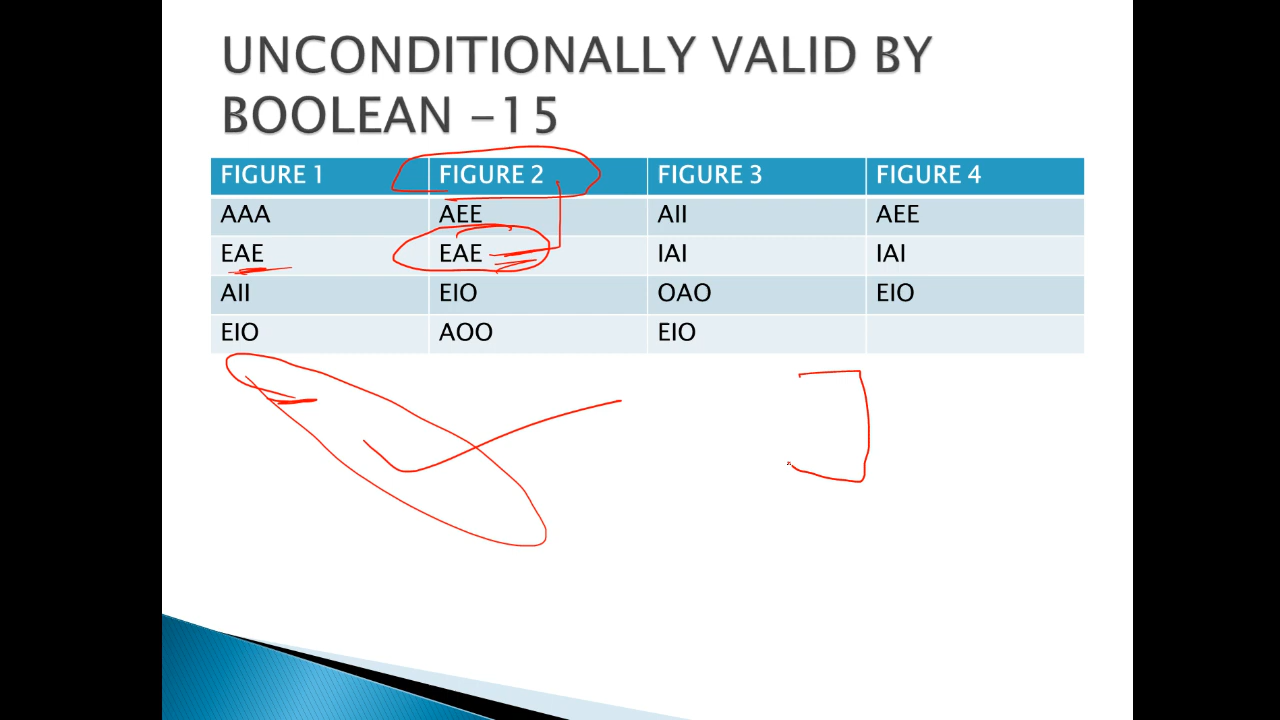 UNCONDITIONALLY VALID BY
BOOLEAN -15
FIGURE 1 FIGURE 2 FIGURE 3 FIGURE 4
AAA AEE AII AEE
EAE EAE IAI IAI
AII EIO OAO EIO
EIO AOO EIO